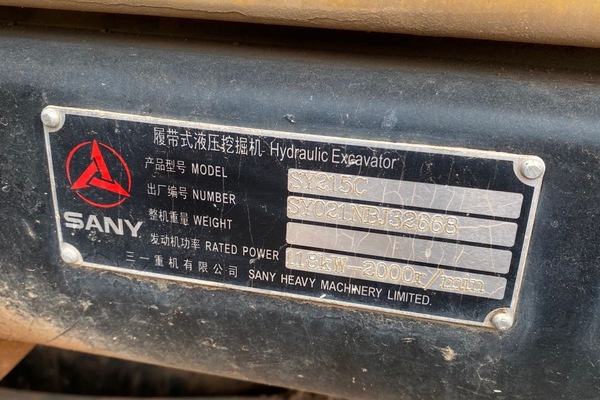 履带式液压挖掘机 Hydraulic Excavator
产品型号 MODEL SY215C
出厂编号 NUMBER SY021NBJ32668
整机重量 WEIGHT
发动机功率 RATED POWER 118kW-2000r/min
SANY
三一重机有限公司 SANY HEAVY MACHINERY LIMITED.